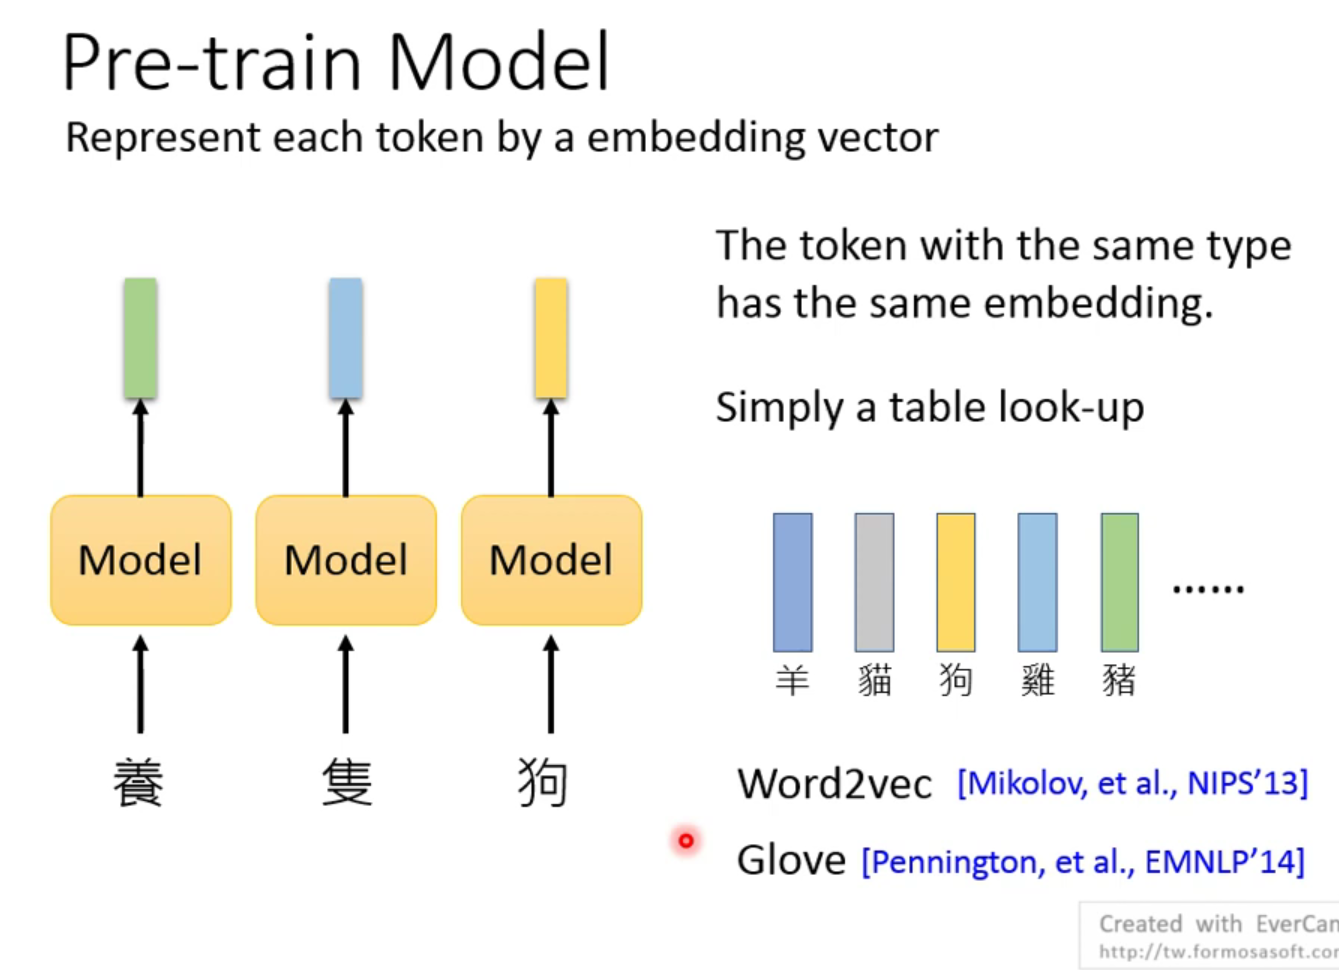 Pre-train Model
Represent each token by a embedding vector
The token with the same type
has the same embedding.
Simply a table look-up
Model Model Model
養 隻 狗
......
羊 貓 狗 雞 豬
Word2vec [Mikolov, et al., NIPS’13]
Glove [Pennington, et al., EMNLP’14]
Created with EverCam
http://tw.formosasoft.com